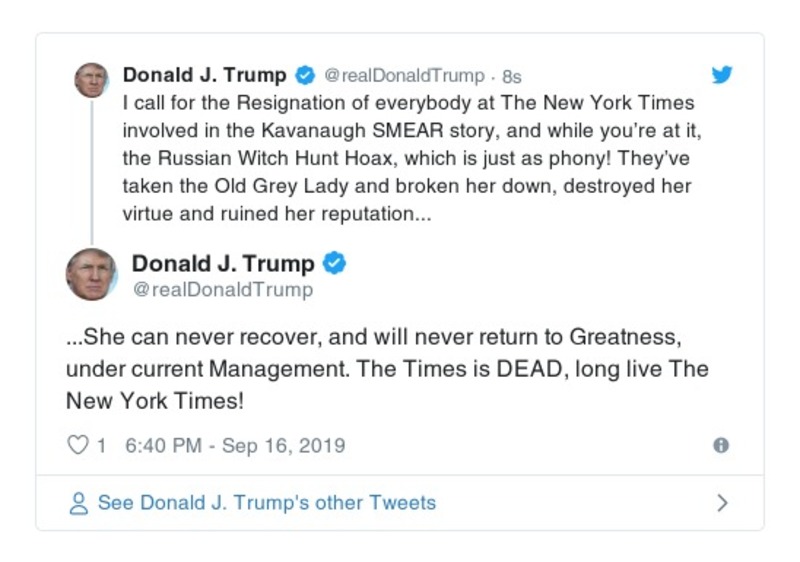 Donald J. Trump @realDonaldTrump · 8s
I call for the Resignation of everybody at The New York Times
involved in the Kavanaugh SMEAR story, and while you're at it,
the Russian Witch Hunt Hoax, which is just as phony! They've
taken the Old Grey Lady and broken her down, destroyed her
virtue and ruined her reputation...
Donald J. Trump
@realDonaldTrump
...She can never recover, and will never return to Greatness,
under current Management. The Times is DEAD, long live The
New York Times!
1 6:40 PM - Sep 16, 2019
See Donald J. Trump's other Tweets